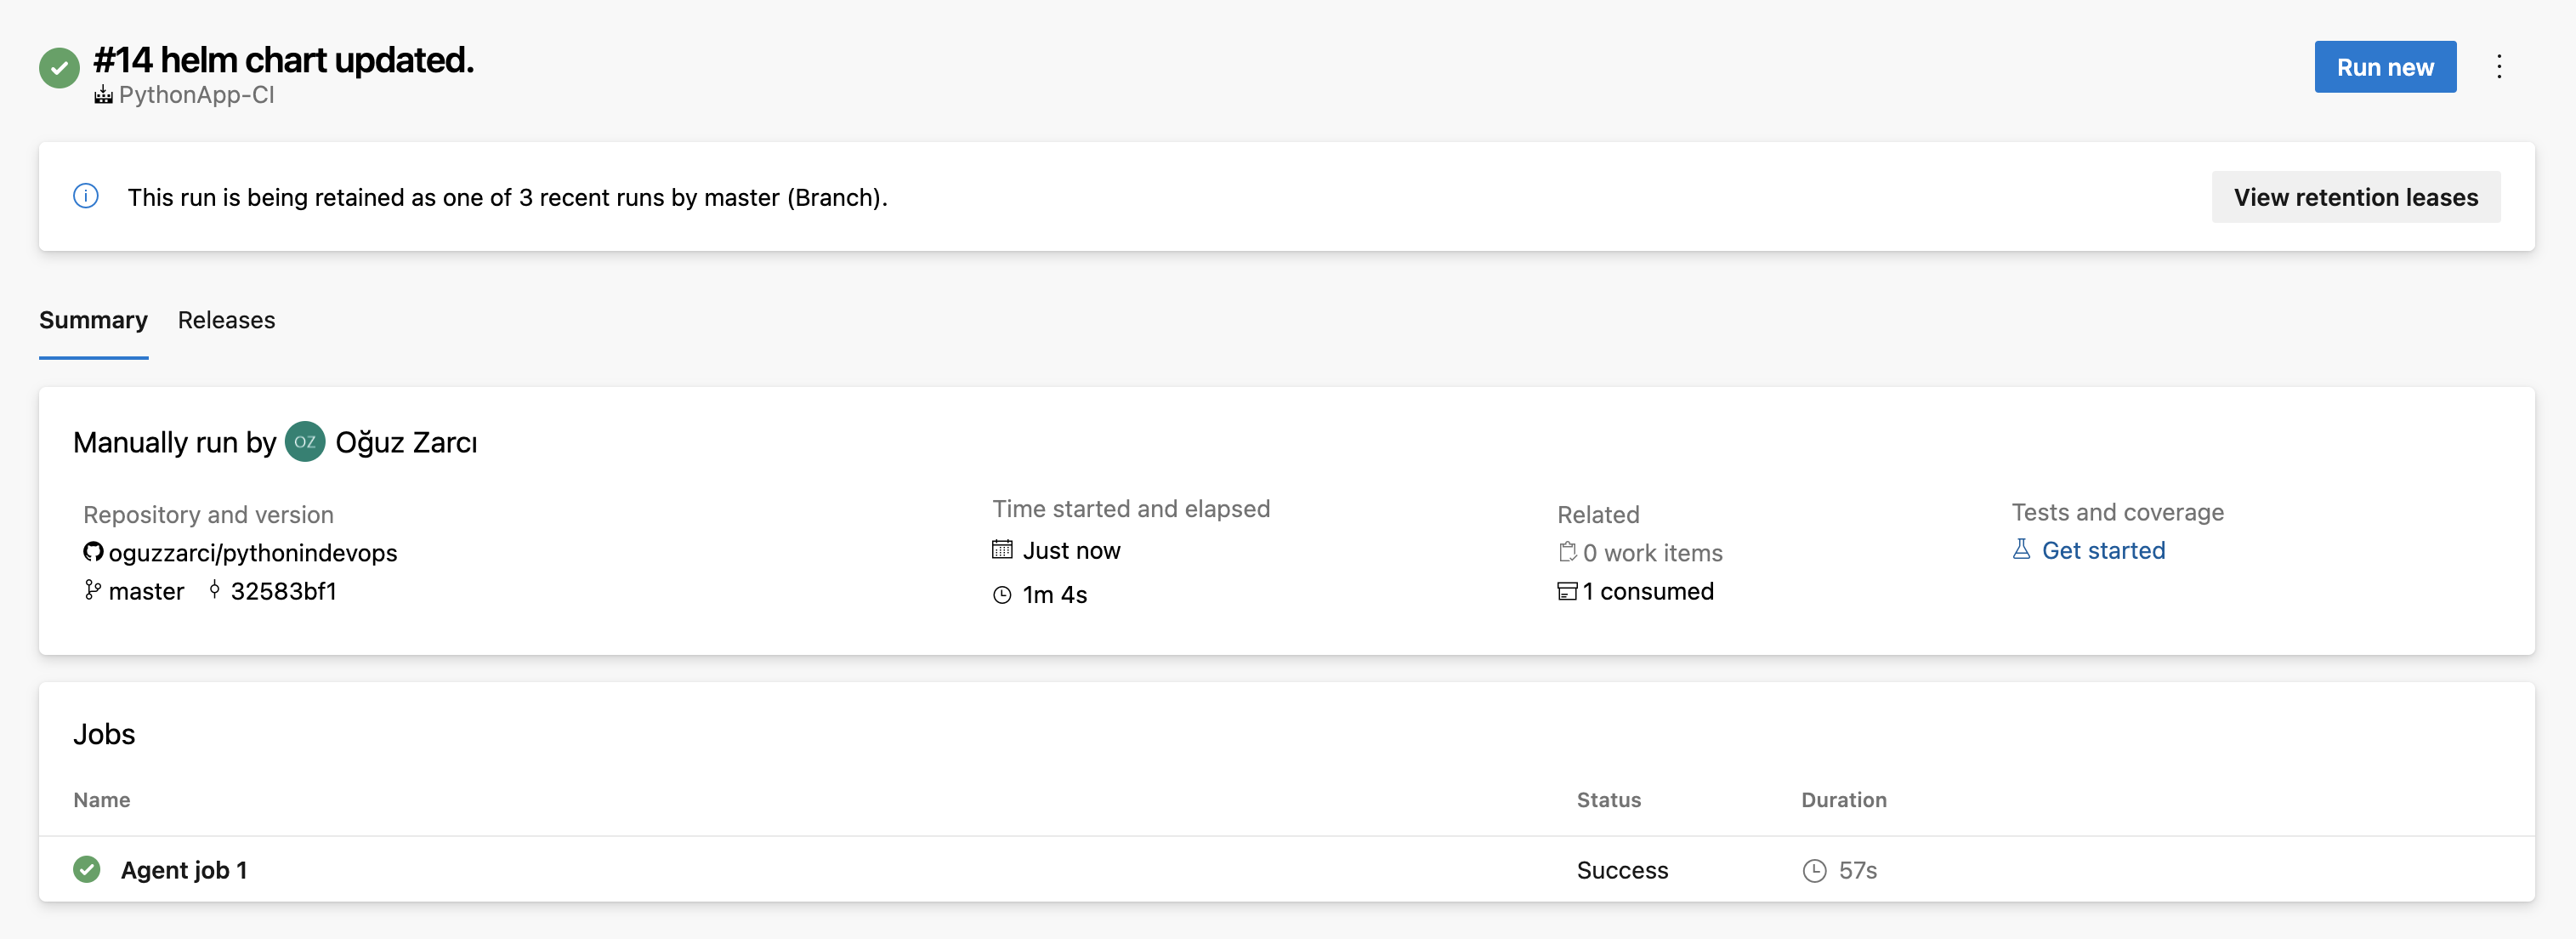 #14 helm chart updated.
PythonApp-CI
Run new
This run is being retained as one of 3 recent runs by master (Branch).
View retention leases
Summary Releases
Manually run by OZ Oğuz Zarcı
Repository and version
oguzzarci/pythonindevops
master 32583bf1
Time started and elapsed
Just now
1m 4s
Related
0 work items
1 consumed
Tests and coverage
Get started
Jobs
Name Status Duration
Agent job 1 Success 57s